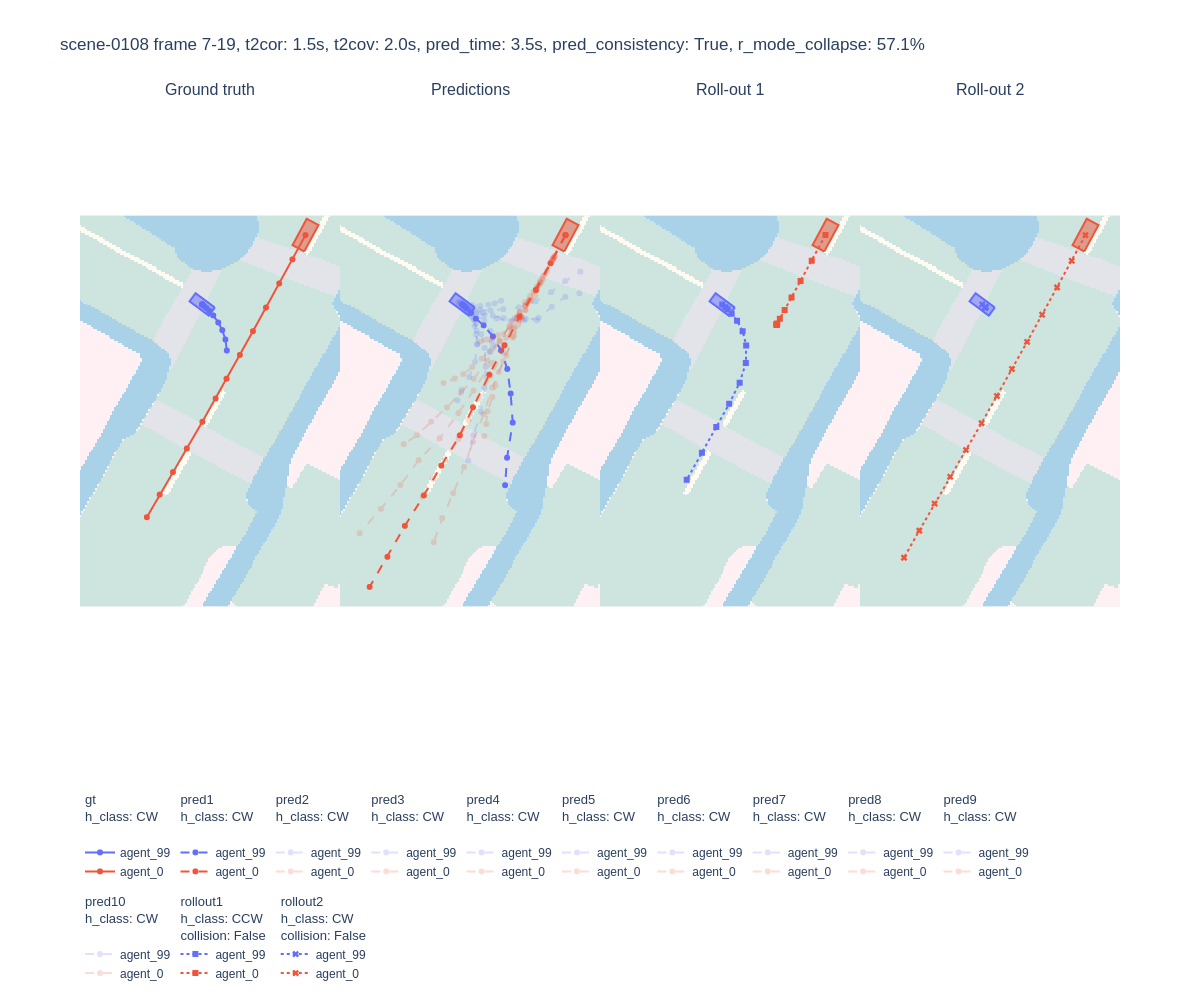 scene-0108 frame 7-19, t2cor: 1.5s, t2cov: 2.0s, pred_time: 3.5s, pred_consistency: True, r_mode_collapse: 57.1%
Ground truth Predictions Roll-out 1 Roll-out 2
gt pred1 pred2 pred3 pred4 pred5 pred6 pred7 pred8 pred9
h_class: CW h_class: CW h_class: CW h_class: CW h_class: CW h_class: CW h_class: CW h_class: CW h_class: CW h_class: CW
agent_99 agent_99 agent_99 agent_99 agent_99 agent_99 agent_99 agent_99 agent_99 agent_99
agent_0 agent_0 agent_0 agent_0 agent_0 agent_0 agent_0 agent_0 agent_0 agent_0
pred10 rollout1 rollout2
h_class: CW h_class: CCW h_class: CW
collision: False collision: False
agent_99 agent_99 agent_99
agent_0 agent_0 agent_0